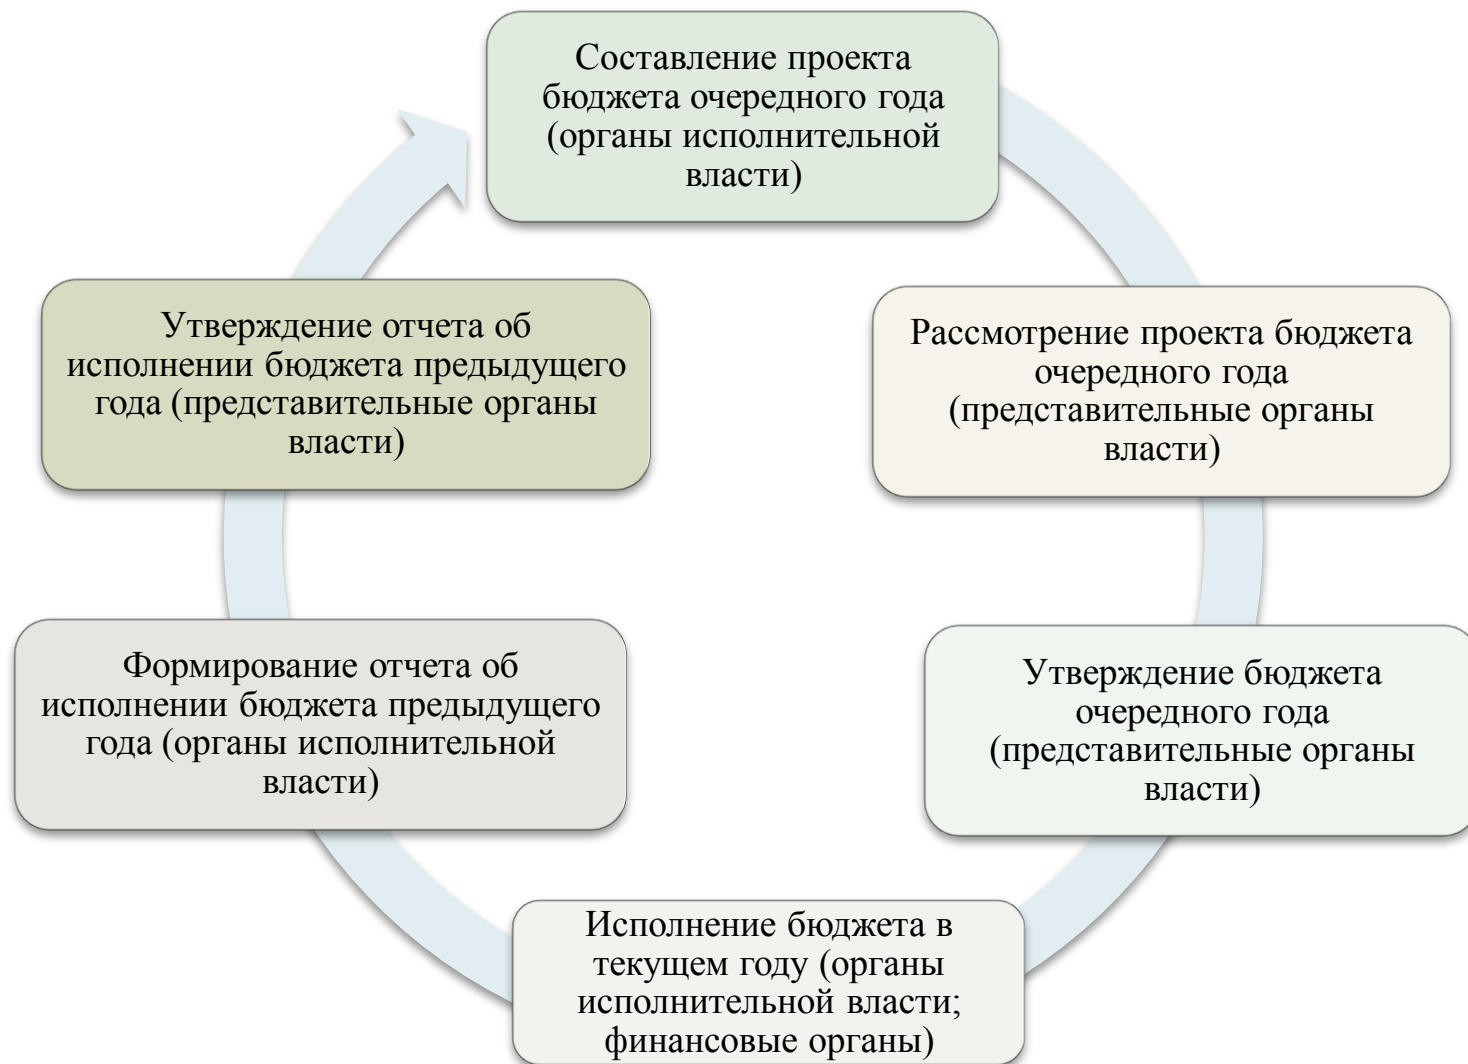 Составление проекта
бюджета очередного года
(органы исполнительной
власти)
Рассмотрение проекта бюджета
очередного года
(представительные органы
власти)
Утверждение бюджета
очередного года
(представительные органы
власти)
Исполнение бюджета в
текущем году (органы
исполнительной власти;
финансовые органы)
Формирование отчета об
исполнении бюджета предыдущего
года (органы исполнительной
власти)
Утверждение отчета об
исполнении бюджета предыдущего
года (представительные органы
власти)